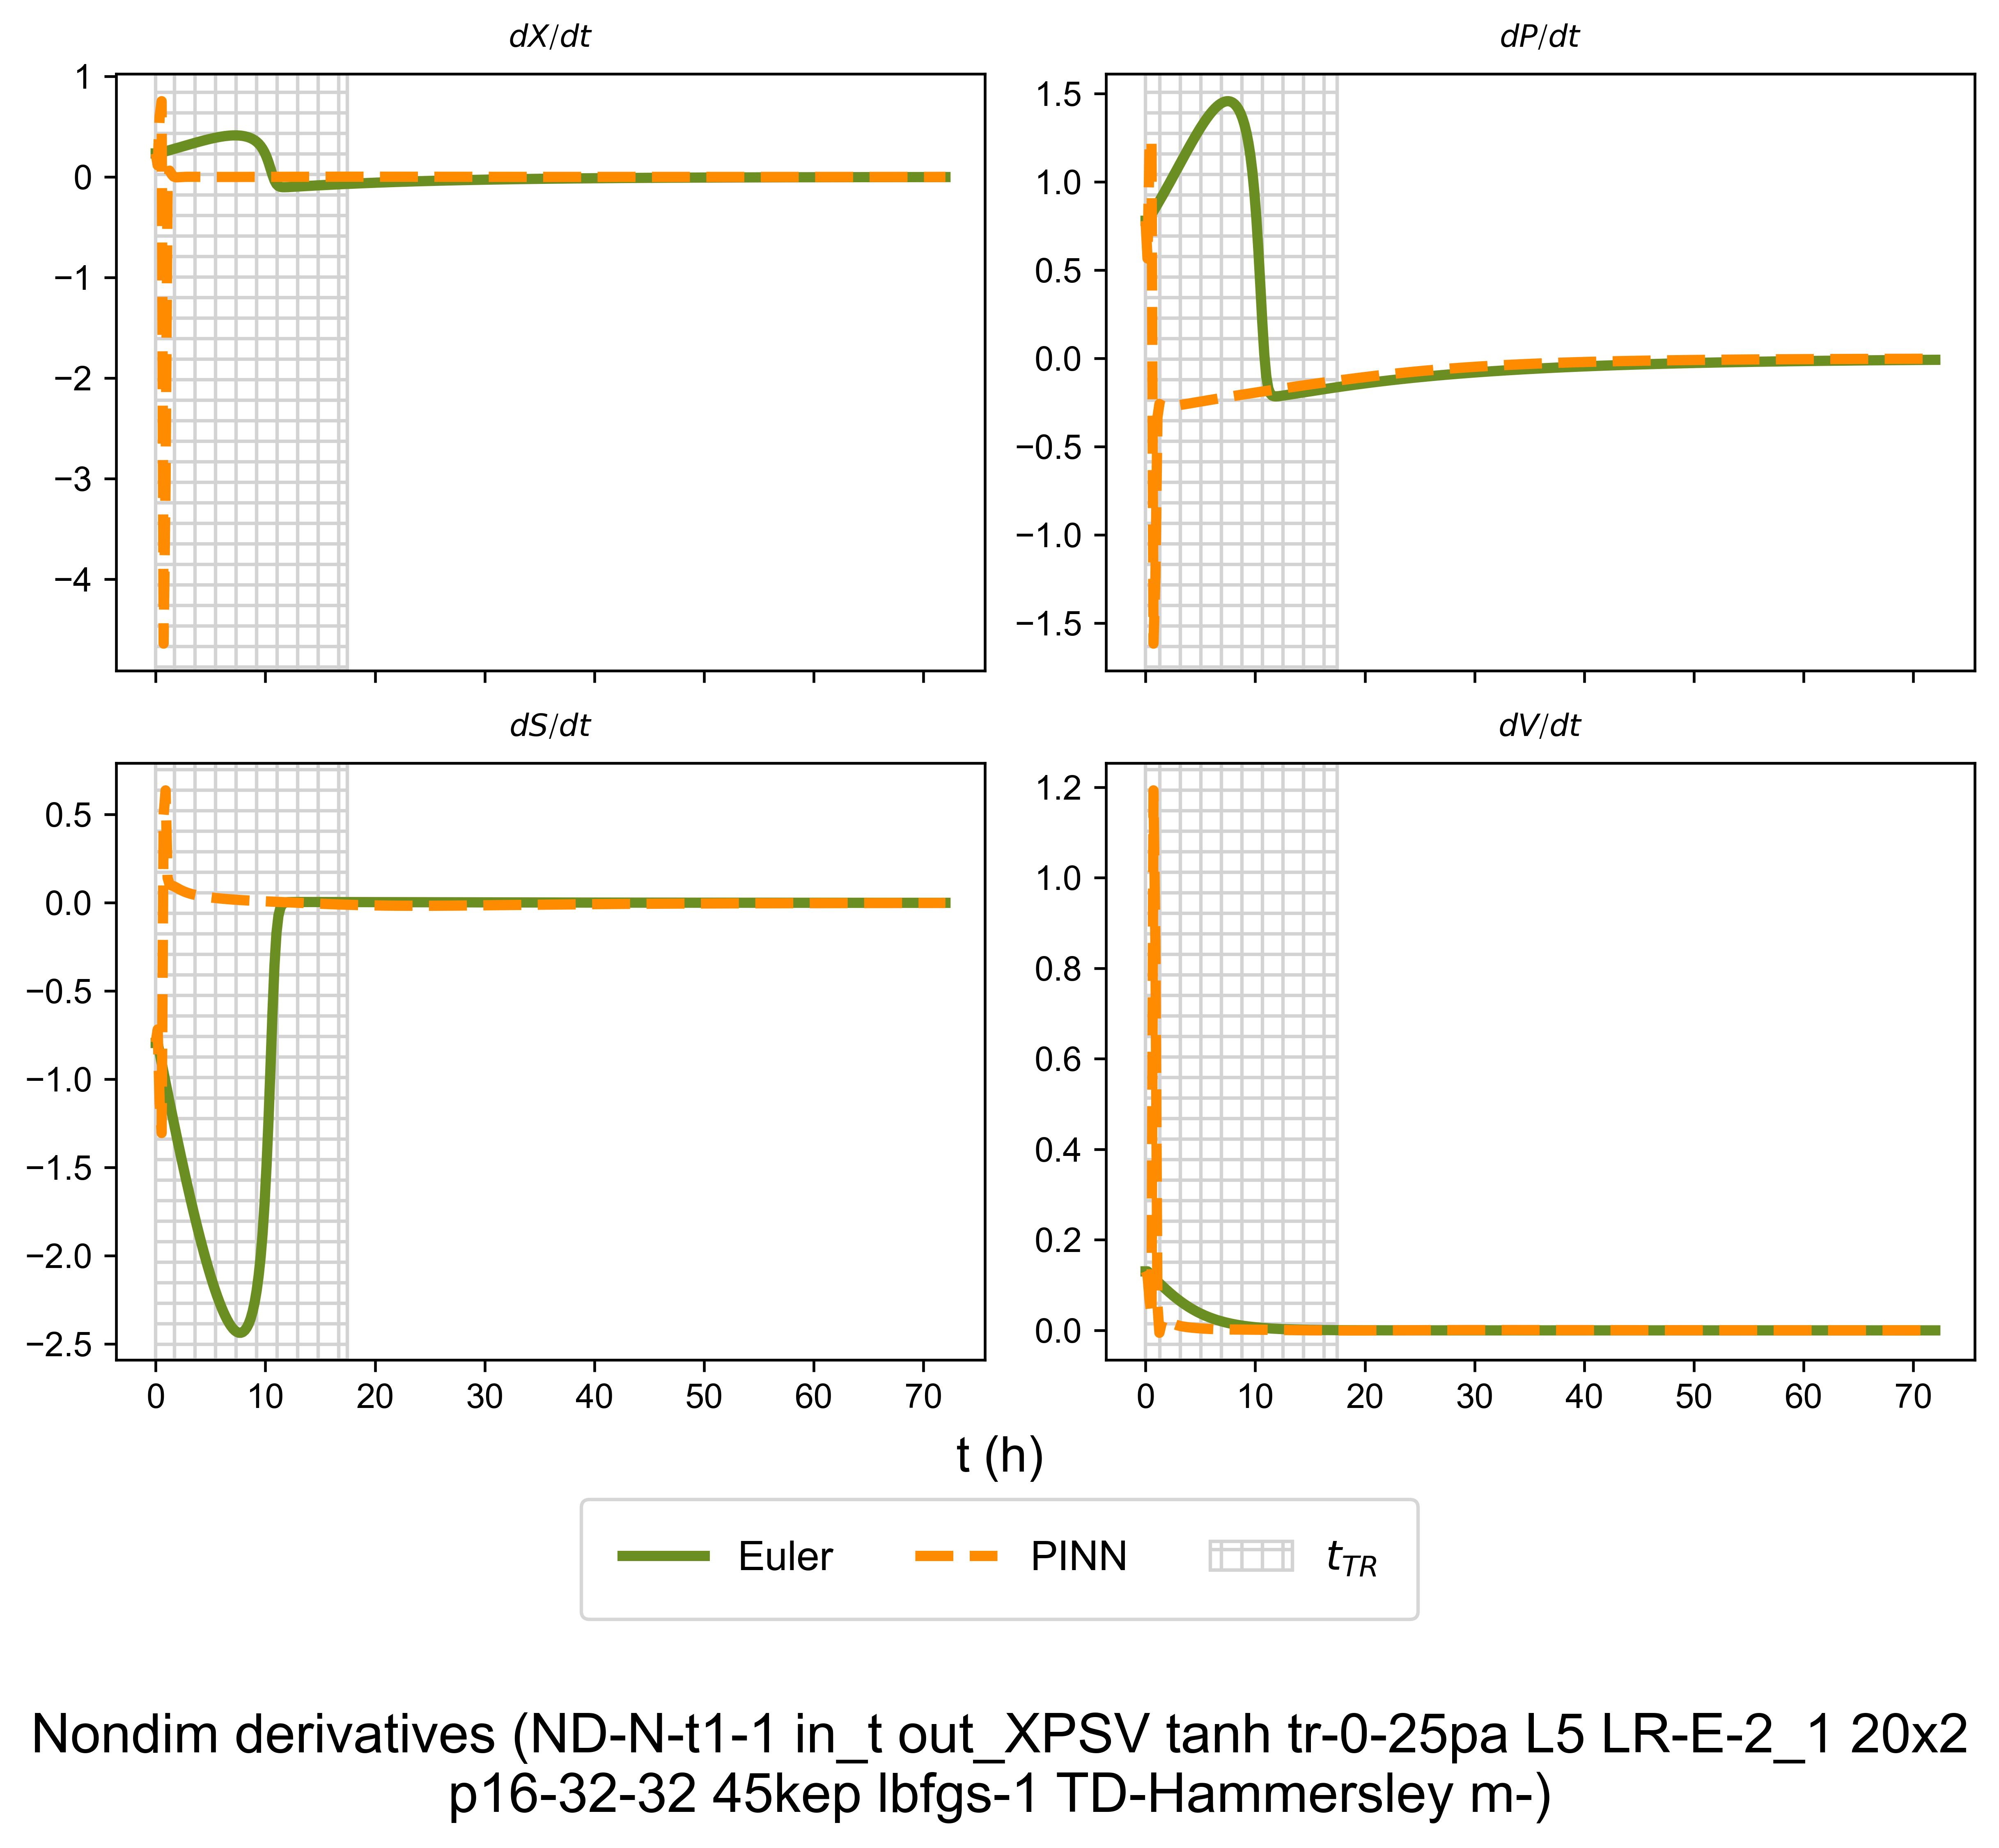 dX/dt
dP/dt
1
0
−1
−2
−3
−4
1.5
1.0
0.5
0.0
−0.5
−1.0
−1.5
dS/dt
dV/dt
0.5
0.0
−0.5
−1.0
−1.5
−2.0
−2.5
1.2
1.0
0.8
0.6
0.4
0.2
0.0
0 10 20 30 40 50 60 70
0 10 20 30 40 50 60 70
t (h)
Euler PINN t_TR
Nondim derivatives (ND-N-t1-1 in_t out_XPSV tanh tr-0-25pa L5 LR-E-2_1 20x2
p16-32-32 45kep lbfgs-1 TD-Hammersley m-)